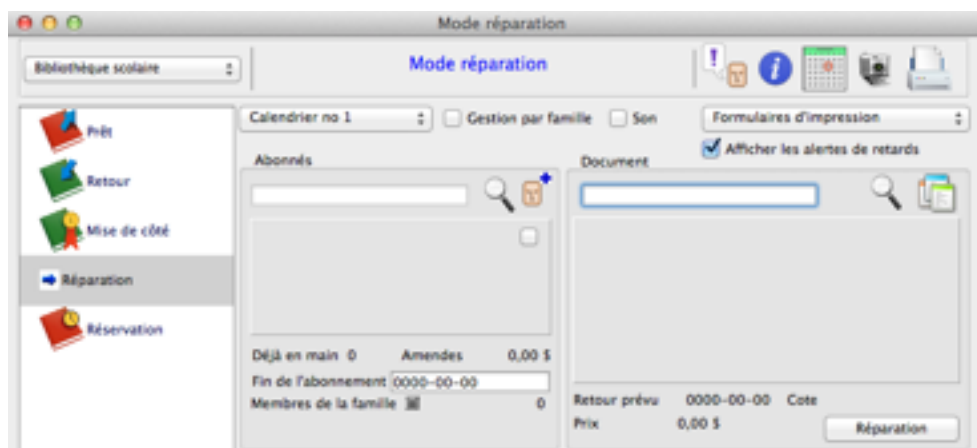 Mode réparation
Bibliothèque scolaire
Mode réparation
Prêt
Retour
Mise de côté
Réparation
Réservation
Calendrier no 1
Gestion par famille
Son
Formulaires d'impression
Afficher les alertes de retards
Abonnés
Déjà en main 0 Amendes 0,00 $
Fin de l'abonnement 0000-00-00
Membres de la famille 0
Document
Retour prévu 0000-00-00 Cote
Prix 0,00 $
Réparation